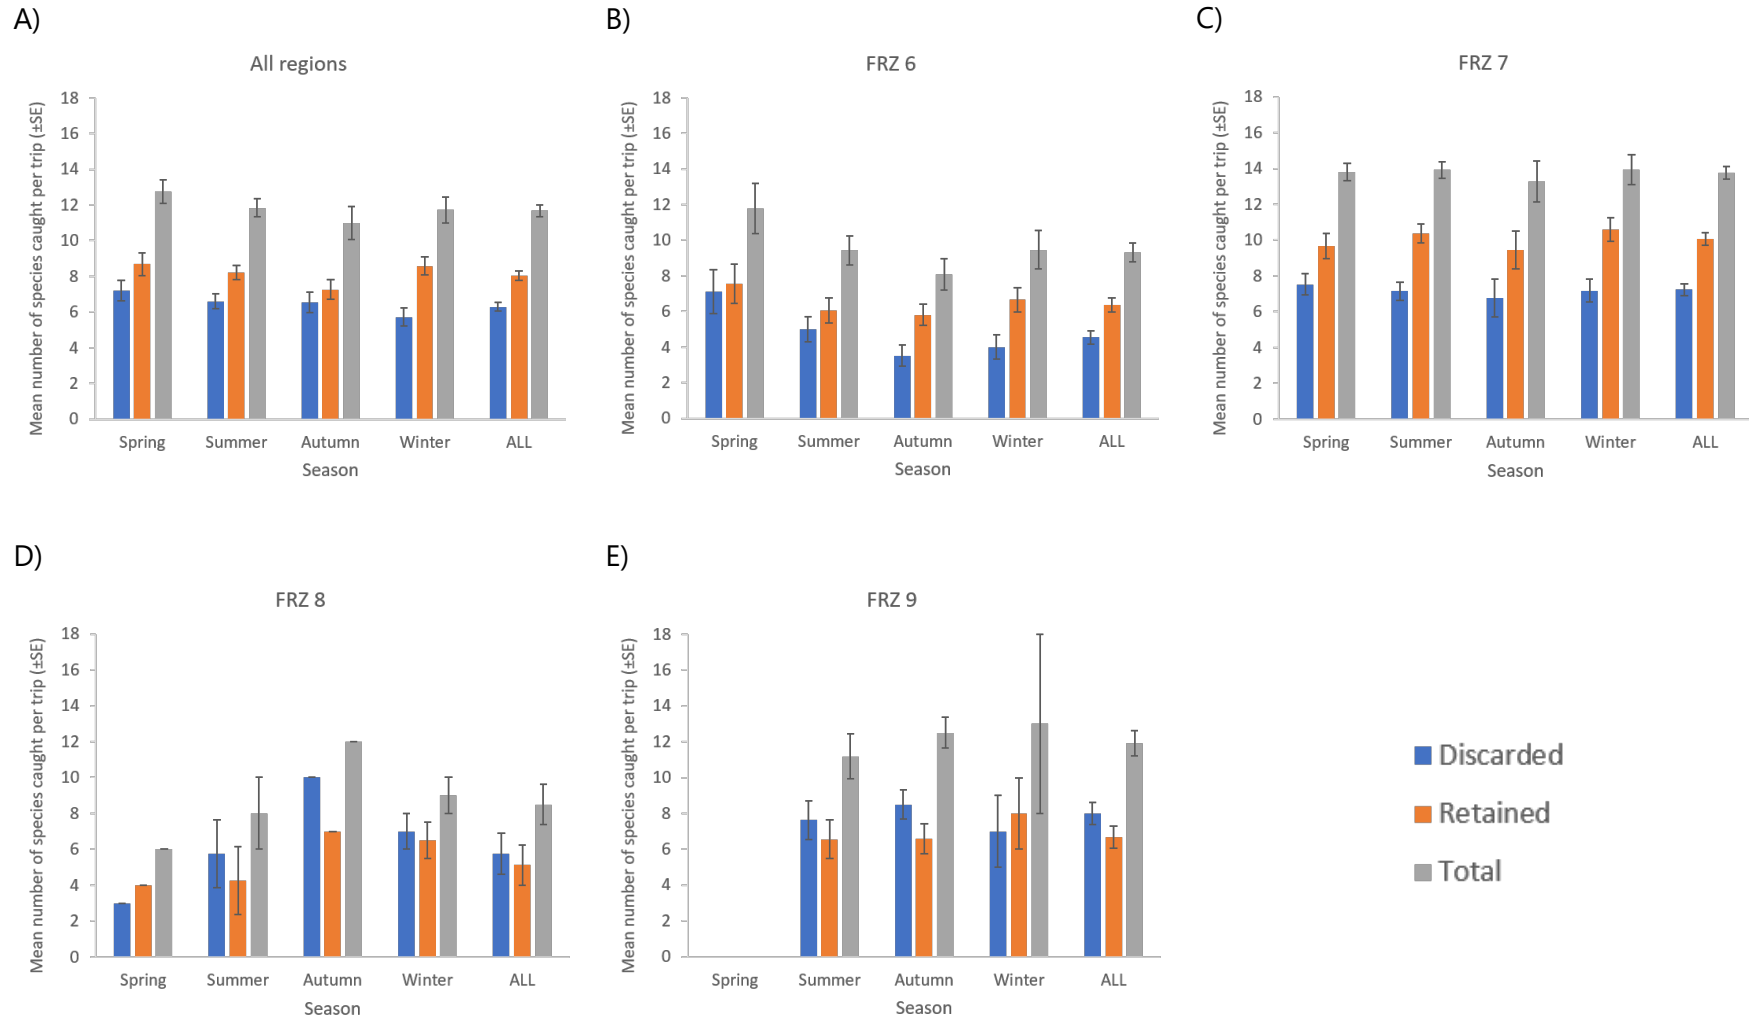 A)
All regions
Mean number of species caught per trip (±SE)
18
16
14
12
10
8
6
4
2
0
Spring Summer Autumn Winter ALL
Season
B)
FRZ 6
Mean number of species caught per trip (±SE)
18
16
14
12
10
8
6
4
2
0
Spring Summer Autumn Winter ALL
Season
C)
FRZ 7
Mean number of species caught per trip (±SE)
18
16
14
12
10
8
6
4
2
0
Spring Summer Autumn Winter ALL
Season
D)
FRZ 8
Mean number of species caught per trip (±SE)
18
16
14
12
10
8
6
4
2
0
Spring Summer Autumn Winter ALL
Season
E)
FRZ 9
Mean number of species caught per trip (±SE)
18
16
14
12
10
8
6
4
2
0
Spring Summer Autumn Winter ALL
Season
Discarded
Retained
Total